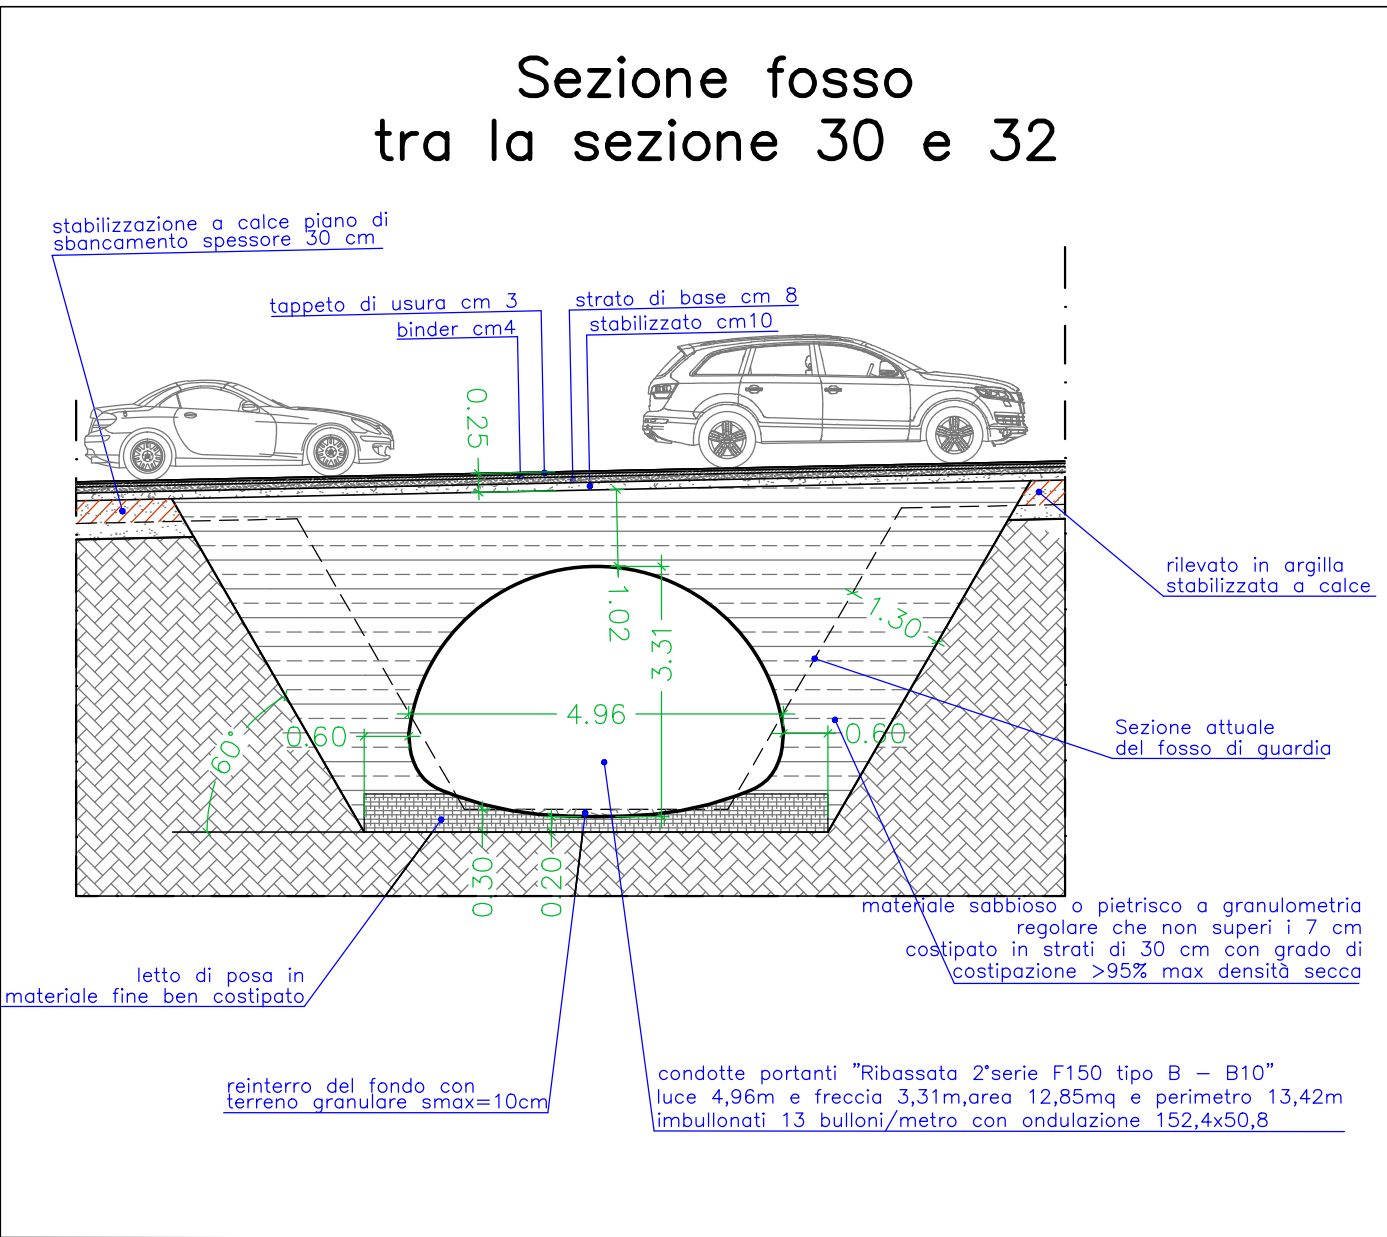 Sezione fosso
tra la sezione 30 e 32
stabilizzazione a calce piano di
sbancamento spessore 30 cm
tappeto di usura cm 3
binder cm4
strato di base cm 8
stabilizzato cm10
0.25
1.02
3.31
1.30
4.96
0.60
0.60
60°
0.30
0.20
rilevato in argilla
stabilizzata a calce
Sezione attuale
del fosso di guardia
materiale sabbioso o pietrisco a granulometria
regolare che non superi i 7 cm
costipato in strati di 30 cm con grado di
costipazione >95% max densità secca
letto di posa in
materiale fine ben costipato
reinterro del fondo con
terreno granulare smax=10cm
condotte portanti "Ribassata 2°serie F150 tipo B – B10"
luce 4,96m e freccia 3,31m,area 12,85mq e perimetro 13,42m
imbullonati 13 bulloni/metro con ondulazione 152,4x50,8